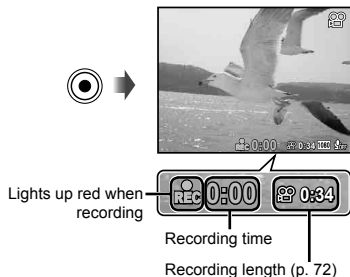 0:00 0:34 1080
Lights up red when
recording
REC 0:00 0:34
Recording time
Recording length (p. 72)